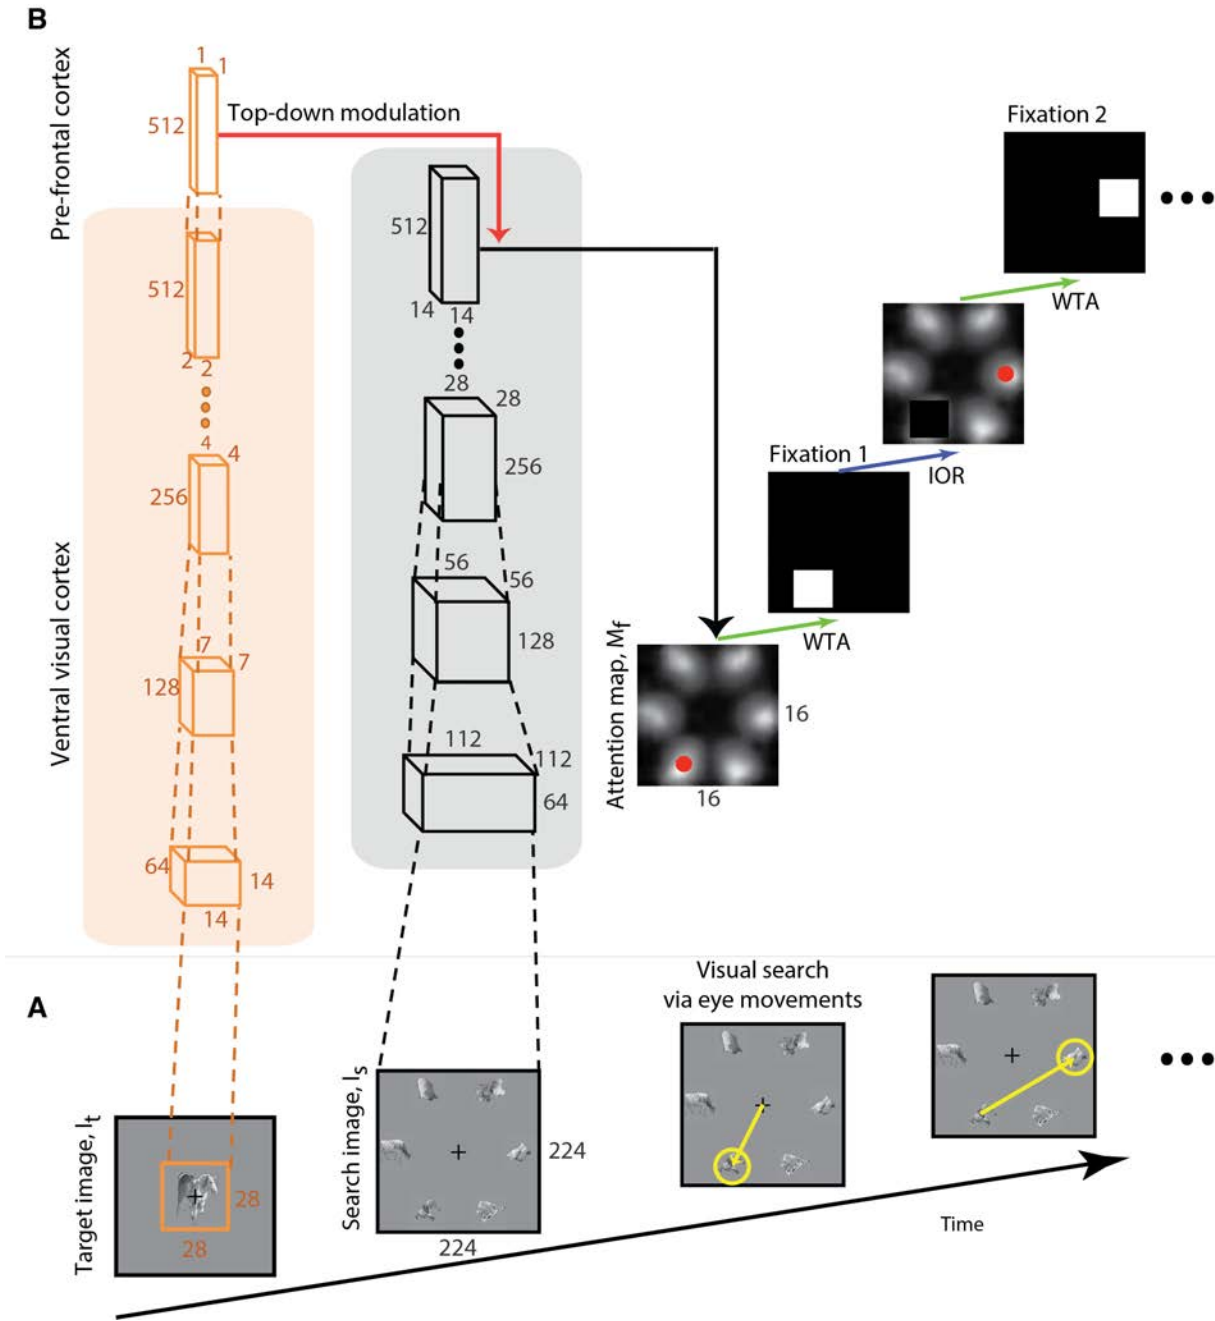 B
Pre-frontal cortex
1
1
512
Top-down modulation
Fixation 2
WTA
512
2
2
512
14
14
28
28
256
4
4
256
Fixation 1
IOR
Ventral visual cortex
56
56
128
7
7
128
Attention map, Mf
WTA
16
16
112
112
64
64
14
14
A
Visual search
via eye movements
Target image, It
28
28
Search image, Is
224
224
Time